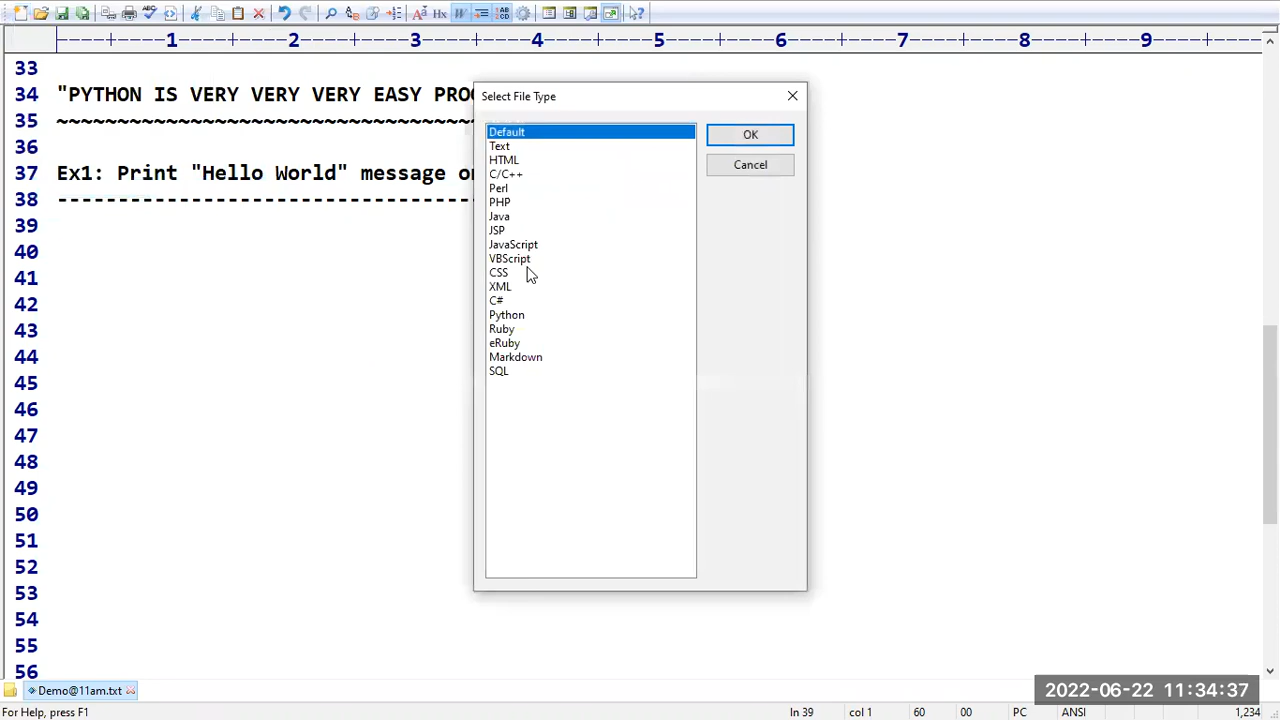 1 2 3 4 5 6 7 8 9
33
34 "PYTHON IS VERY VERY VERY EASY PROG
35 ~~~~~~~~~~~~~~~~~~~~~~~~~~~~~~~~~~
36
37 Ex1: Print "Hello World" message on
38 ----------------------------------
39
40
41
42
43
44
45
46
47
48
49
50
51
52
53
54
55
56
Select File Type
Default
Text
HTML
C/C++
Perl
PHP
Java
JSP
JavaScript
VBScript
CSS
XML
C#
Python
Ruby
eRuby
Markdown
SQL
OK
Cancel
Demo@11am.txt
2022-06-22 11:34:37
For Help, press F1
ln 39 col 1 60 00 PC ANSI 1,234